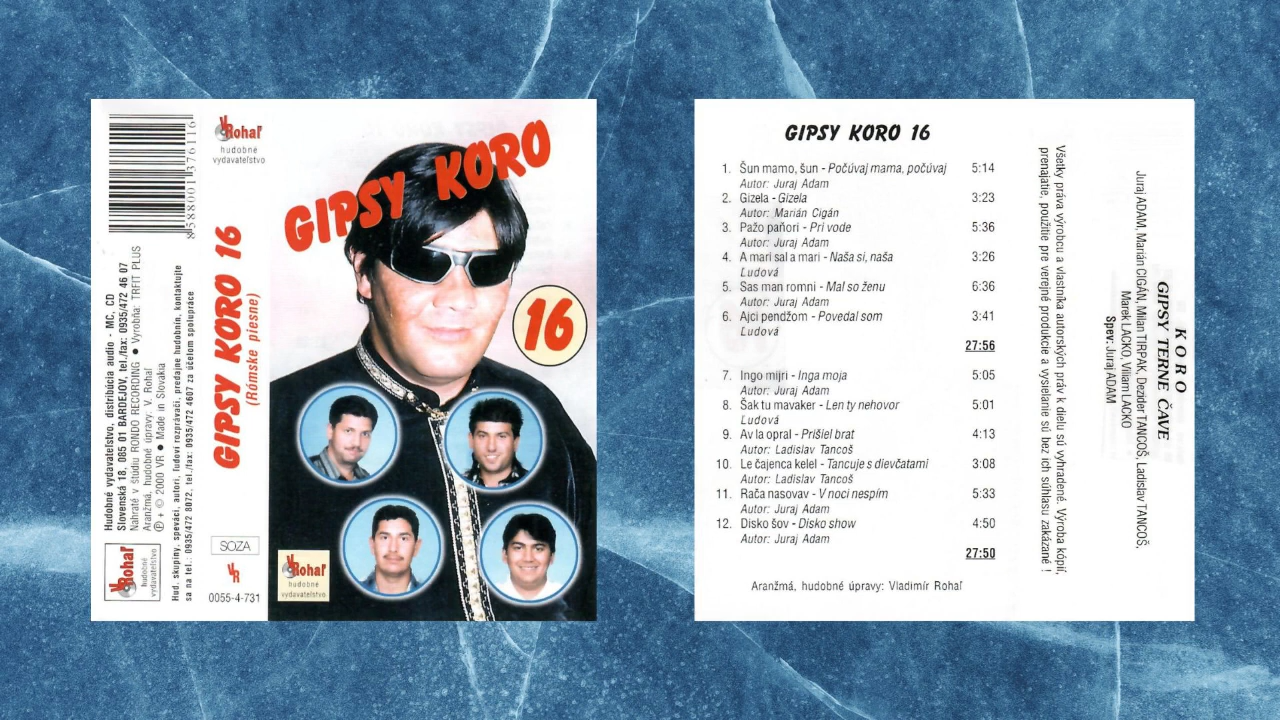 8588001376116
VRohaľ
hudobné
vydavateľstvo
Hudobné vydavateľstvo, distribúcia audio - MC, CD
Slovenská 18, 085 01 BARDEJOV, tel./fax: 0935/472 46 07
Nahraté v štúdiu RONDO RECORDING ● Vyrobňa: TRFIT PLUS
Aranžmá, hudobné úpravy: V. Rohaľ
Ⓟ + © 2000 VR ● Made in Slovakia
Hud. skupiny, speváci, autori, ľudoví rozprávači, predajne hudobnín, kontaktujte
sa na tel.: 0935/472 8072, tel./fax: 0935/472 4607 za účelom spolupráce
VRohaľ
hudobné
vydavateľstvo
GIPSY KORO 16
(Rómske piesne)
SOZA
VR
0055-4-731
GIPSY KORO
16
VRohaľ
hudobné
vydavateľstvo
GIPSY KORO 16
1. Šun mamo, šun - Počúvaj mama, počúvaj 5:14
Autor: Juraj Adam
2. Gizela - Gizela 3:23
Autor: Marián Cigán
3. Pažo paňori - Pri vode 5:36
Autor: Juraj Adam
4. A mari sal a mari - Naša si, naša 3:26
Ľudová
5. Sas man romni - Mal so ženu 6:36
Autor: Juraj Adam
6. Ajci pendžom - Povedal som 3:41
Ľudová
27:56
7. Ingo mijri - Inga moja 5:05
Autor: Juraj Adam
8. Šak tu mavaker - Len ty nehovor 5:01
Ľudová
9. Av la opral - Prišiel brat 4:13
Autor: Ladislav Tancoš
10. Le čajenca kelel - Tancuje s dievčatami 3:08
Autor: Ladislav Tancoš
11. Rača nasovav - V noci nespím 5:33
Autor: Juraj Adam
12. Disko šov - Disko show 4:50
Autor: Juraj Adam
27:50
Aranžmá, hudobné úpravy: Vladimír Rohaľ
Všetky práva výrobcu a vlastníka autorských práv k dielu sú vyhradené. Výroba kópií,
prenajatie, použitie pre verejné produkcie a vysielanie sú bez ich súhlasu zakázané !
KORO
GIPSY TERNE ČAVE
Juraj ADAM, Marián CIGÁN, Milan TIRPAK, Dezider TANCOŠ, Ladislav TANCOŠ,
Marek LACKO, Viliam LACKO
Spev: Juraj ADAM